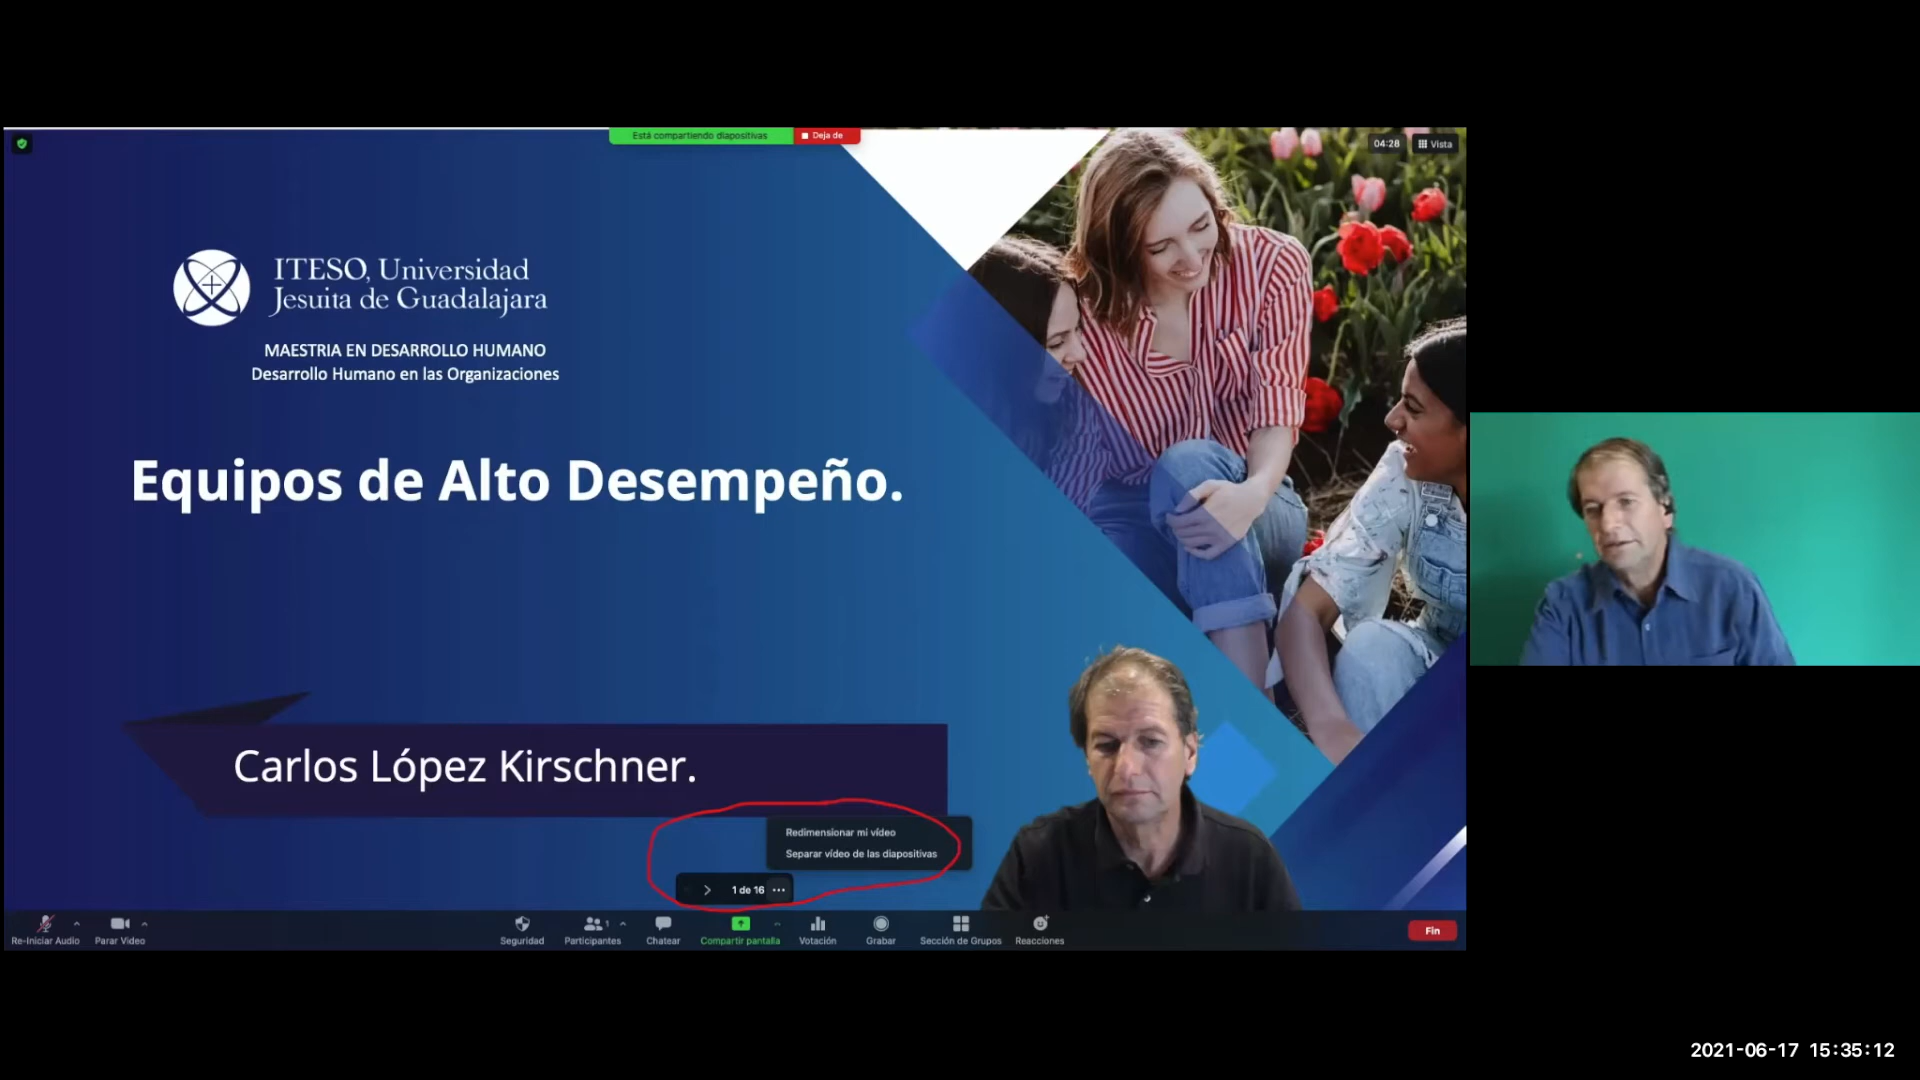 Está compartiendo diapositivas
Deja de
04:28
Vista
ITESO, Universidad
Jesuita de Guadalajara
MAESTRIA EN DESARROLLO HUMANO
Desarrollo Humano en las Organizaciones
Equipos de Alto Desempeño.
Carlos López Kirschner.
Redimensionar mi vídeo
Separar vídeo de las diapositivas
1 de 16
Re-Iniciar Audio
Parar Video
Seguridad
Participantes 1
Chatear
Compartir pantalla
Votación
Grabar
Sección de Grupos
Reacciones
Fin
2021-06-17 15:35:12